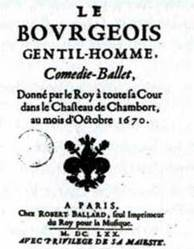 LE
BOVRGEOIS
GENTIL-HOMME,
Comedie-Ballet,
Donné par le Roy à toute sa Cour
dans le Chasteau de Chambort,
au mois d'Octobre 1670.
A PARIS,
Chez ROBERT BALLARD, seul Imprimeur
du Roy pour la Musique.
M. DC. LXX.
AVEC PRIVILEGE DE SA MAIESTE.